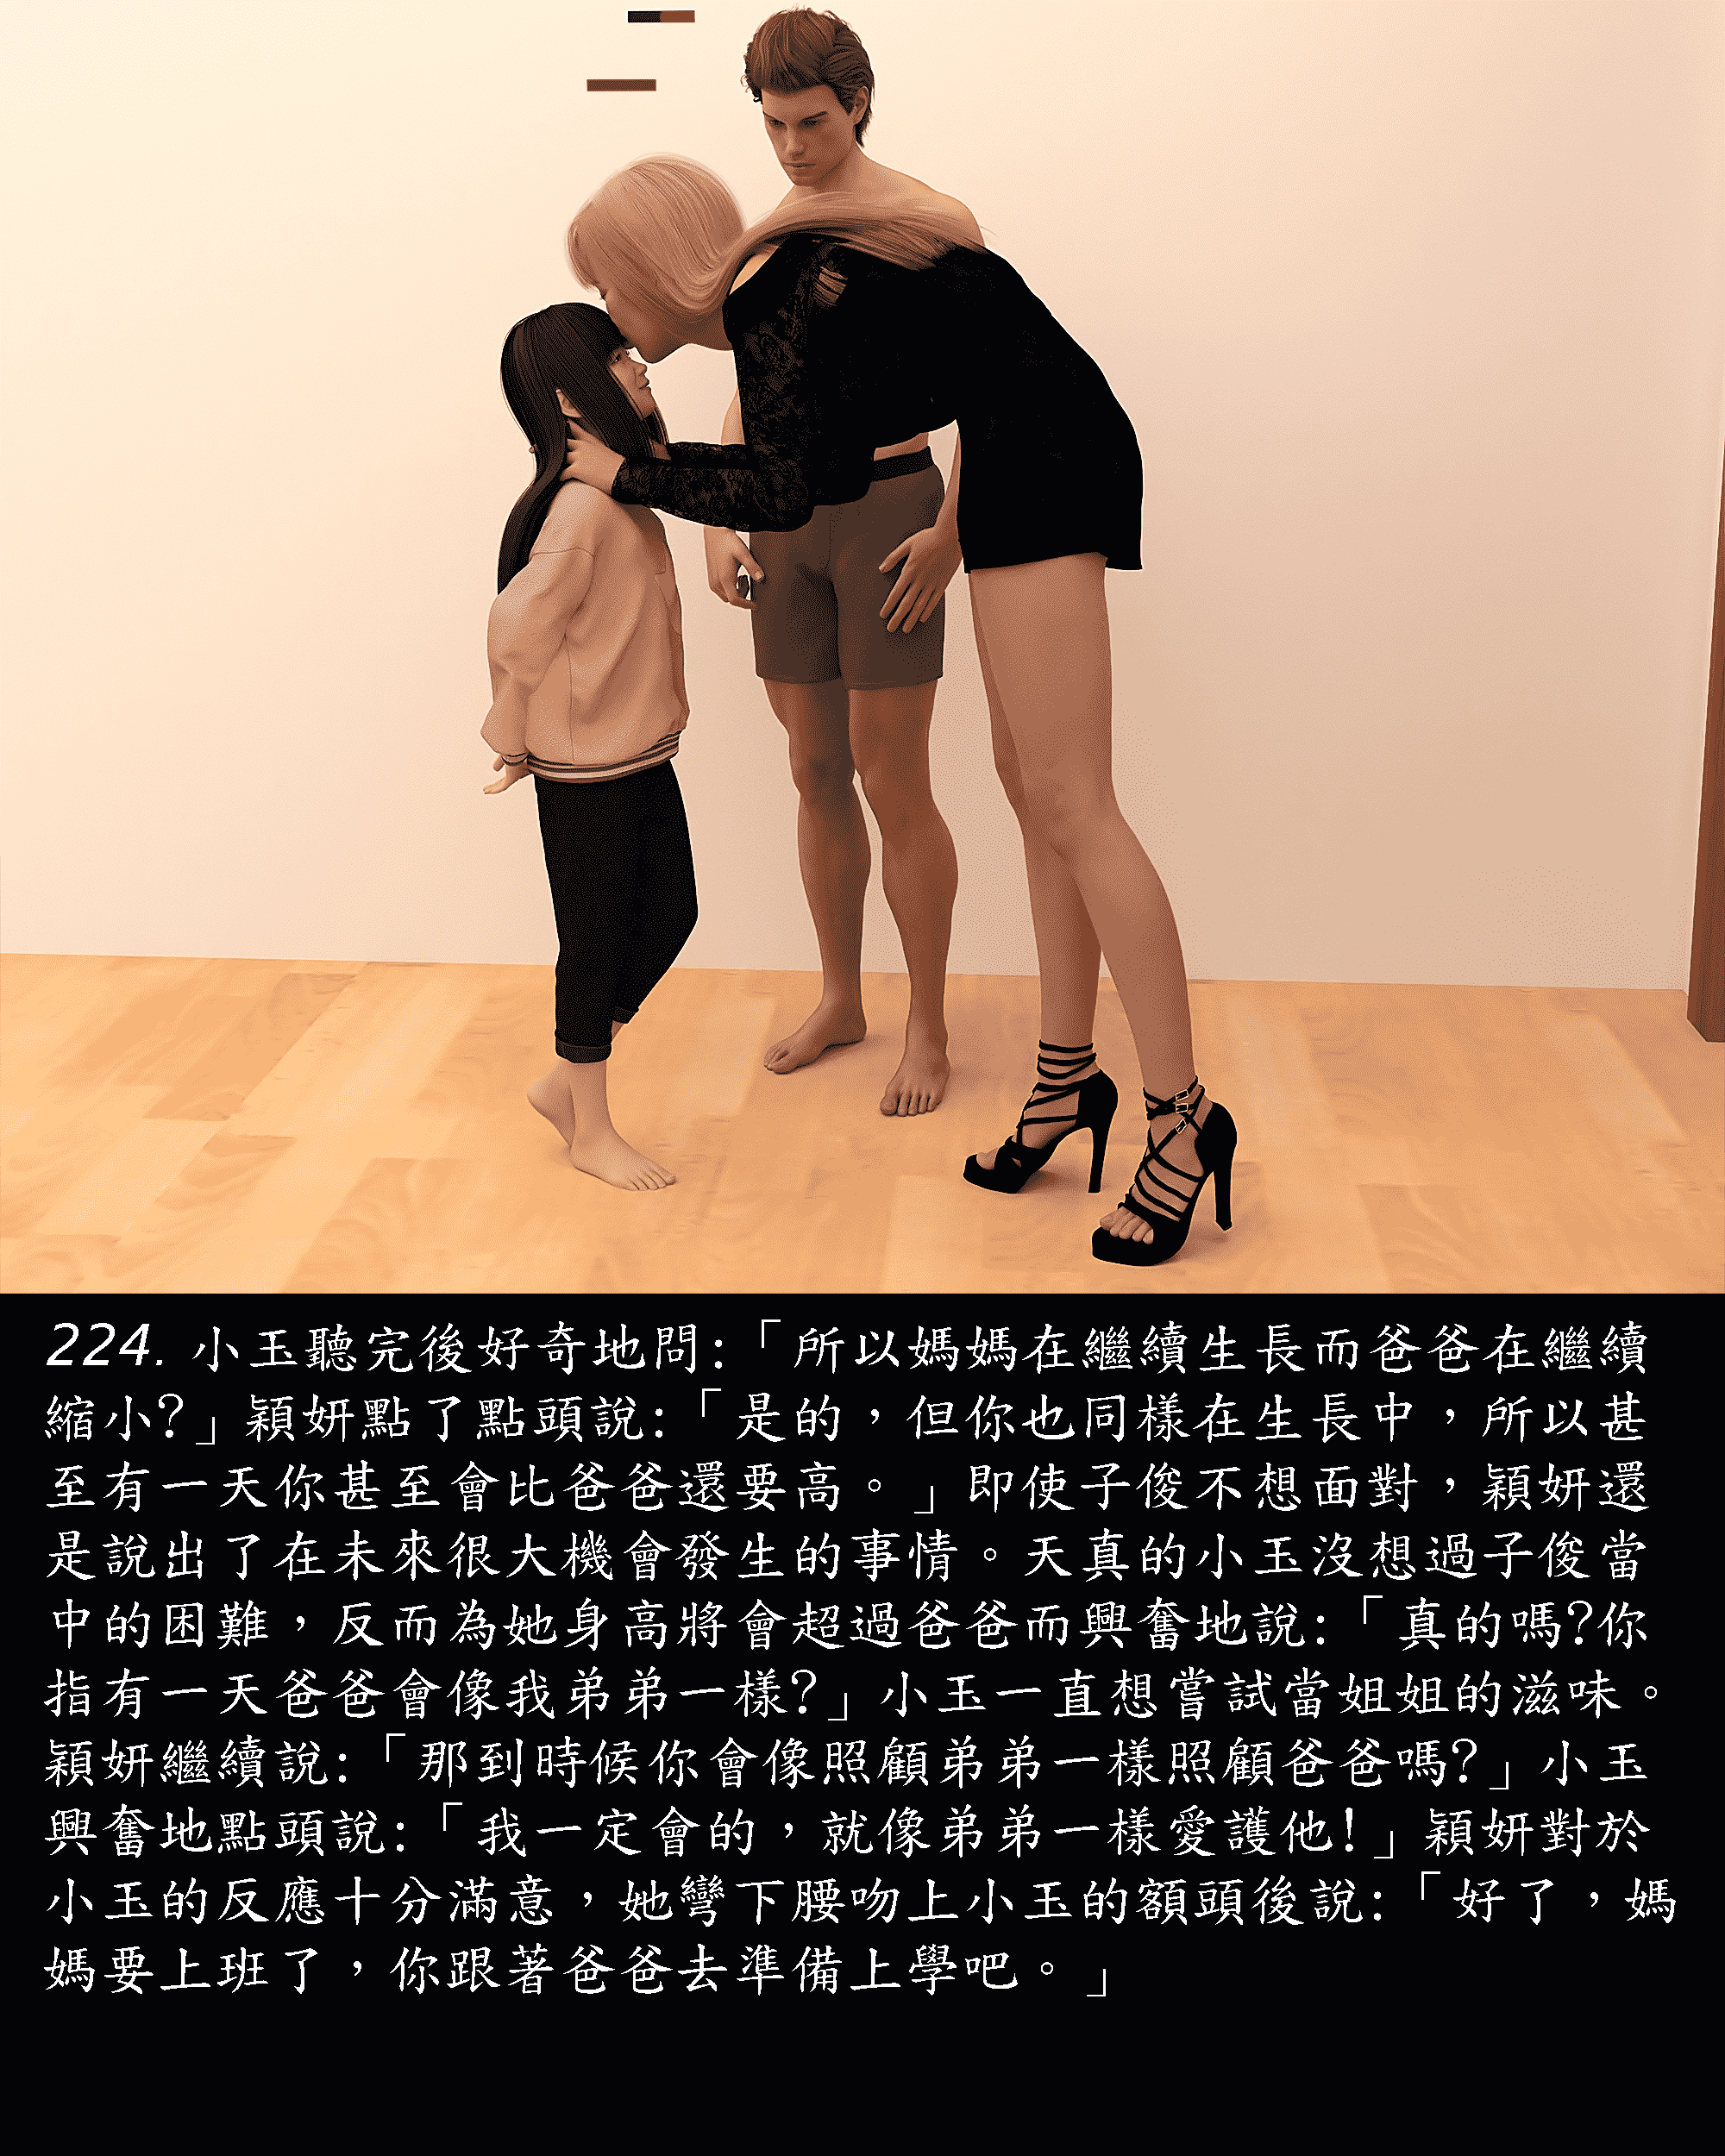 224. 小玉聽完後好奇地問:「所以媽媽在繼續生長而爸爸在繼續
縮小?」穎妍點了點頭說:「是的，但你也同樣在生長中，所以甚
至有一天你甚至會比爸爸還要高。」即使子俊不想面對，穎妍還
是說出了在未來很大機會發生的事情。天真的小玉沒想過子俊當
中的困難，反而為她身高將會超過爸爸而興奮地說:「真的嗎?你
指有一天爸爸會像我弟弟一樣?」小玉一直想嘗試當姐姐的滋味。
穎妍繼續說:「那到時候你會像照顧弟弟一樣照顧爸爸嗎?」小玉
興奮地點頭說:「我一定會的，就像弟弟一樣愛護他!」穎妍對於
小玉的反應十分滿意，她彎下腰吻上小玉的額頭後說:「好了，媽
媽要上班了，你跟著爸爸去準備上學吧。」